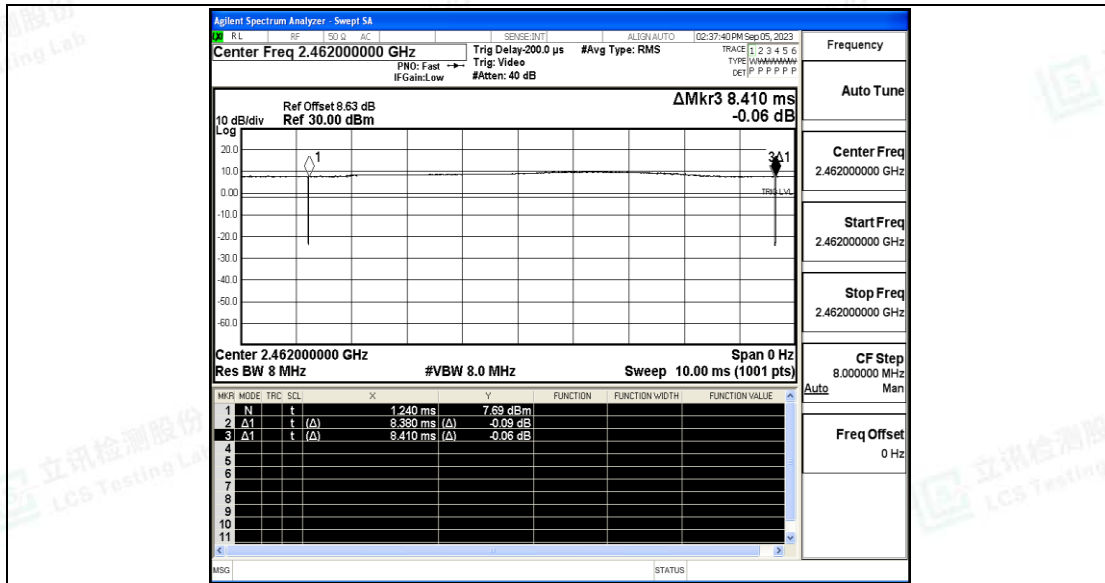 Agilent Spectrum Analyzer - Swept SA
RL RF 50 Ω AC SENSE:INT ALIGNAUTO 02:37:40 PM Sep 05, 2023
Center Freq 2.462000000 GHz
PNO: Fast
IFGain:Low
Trig Delay-200.0 µs
Trig: Video
#Atten: 40 dB
#Avg Type: RMS
TRACE 1 2 3 4 5 6
TYPE
DET P P P P P P
ΔMkr3 8.410 ms
-0.06 dB
Ref Offset 8.63 dB
10 dB/div Ref 30.00 dBm
Log
20.0
10.0
0.00
-10.0
-20.0
-30.0
-40.0
-50.0
-60.0
1
3Δ1
TRIG LVL
Center 2.462000000 GHz Span 0 Hz
Res BW 8 MHz #VBW 8.0 MHz Sweep 10.00 ms (1001 pts)
MKR MODE TRC SCL X Y FUNCTION FUNCTION WIDTH FUNCTION VALUE
1 N t 1.240 ms 7.69 dBm
2 Δ1 t (Δ) 8.380 ms (Δ) -0.09 dB
3 Δ1 t (Δ) 8.410 ms (Δ) -0.06 dB
4
5
6
7
8
9
10
11
MSG STATUS
Frequency
Auto Tune
Center Freq
2.462000000 GHz
Start Freq
2.462000000 GHz
Stop Freq
2.462000000 GHz
CF Step
8.000000 MHz
Auto Man
Freq Offset
0 Hz
立讯检测股份
LCS Testing Lab
立讯检测股
LCS Testing